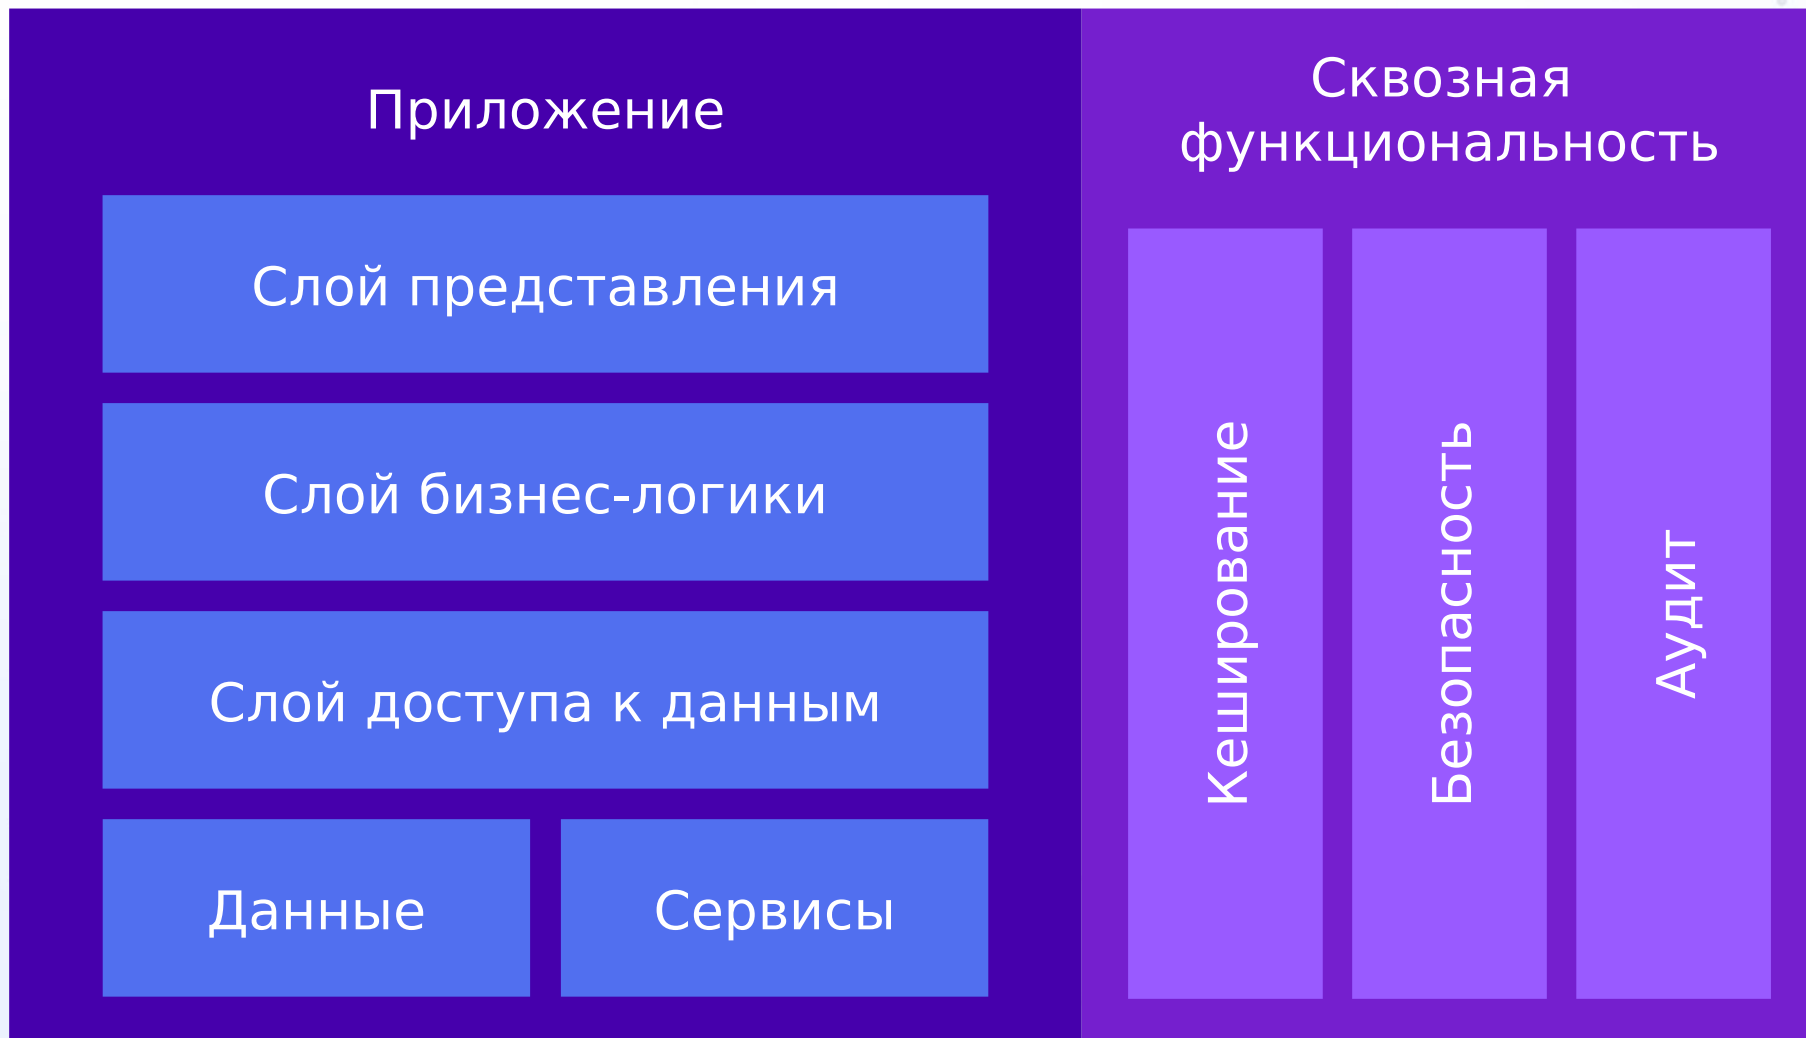 Приложение
Слой представления
Слой бизнес-логики
Слой доступа к данным
Данные
Сервисы
Сквозная
функциональность
Кеширование
Безопасность
Аудит